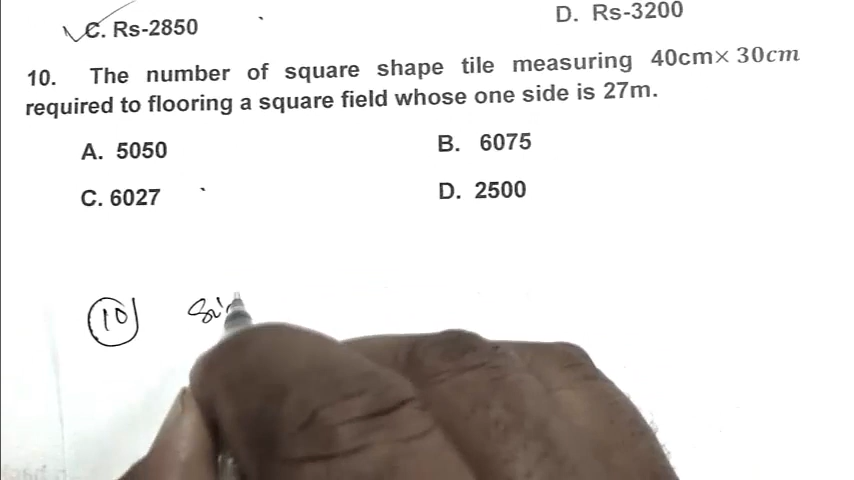 C. Rs-2850
D. Rs-3200
10. The number of square shape tile measuring 40cm× 30cm
required to flooring a square field whose one side is 27m.
A. 5050
B. 6075
C. 6027
D. 2500
10